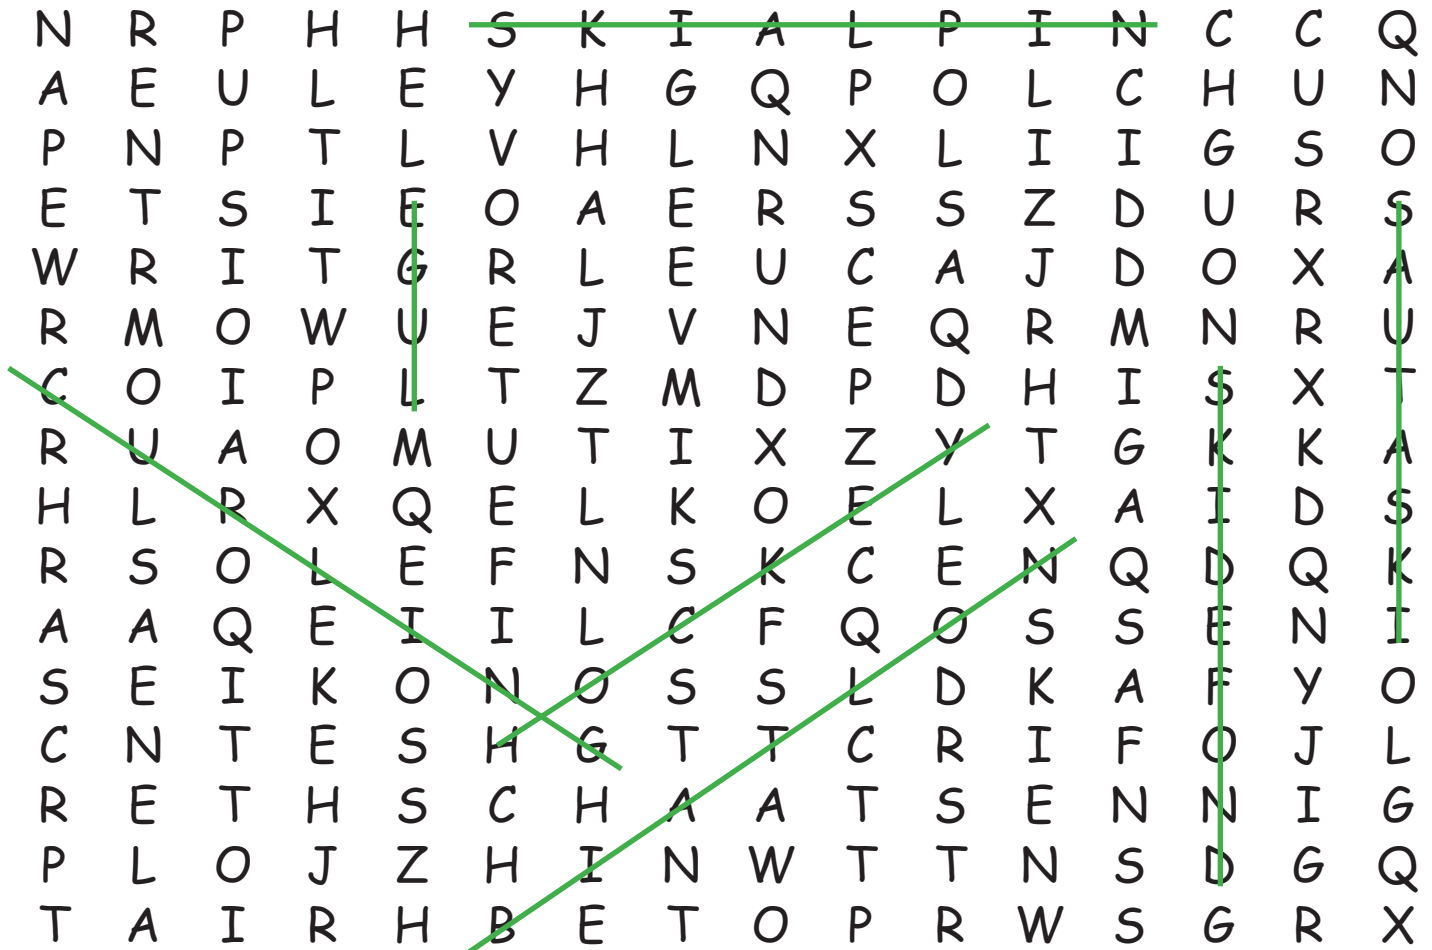 N R P H H S K I A L P I N C C Q
A E U L E Y H G Q P O L C H U N
P N P T L V H L N X L I I G S O
E T S I E O A E R S S Z D U R S
W R I T G R L E U C A J D O X A
R M O W U E J V N E Q R M N R U
C O I P L T Z M D P D H I S X T
R U A O M U T I X Z Y T G K K A
H L R X Q E L K O E L X A I D S
R S O L E F N S K C E N Q D Q K
A A Q E I I L C F Q O S S E N I
S E I K O N O S S L D K A F Y O
C N T E S H G T T C R I F O J L
R E T H S C H A A T S E N N I G
P L O J Z H I N W T T N S D G Q
T A I R H B E T O P R W S G R X